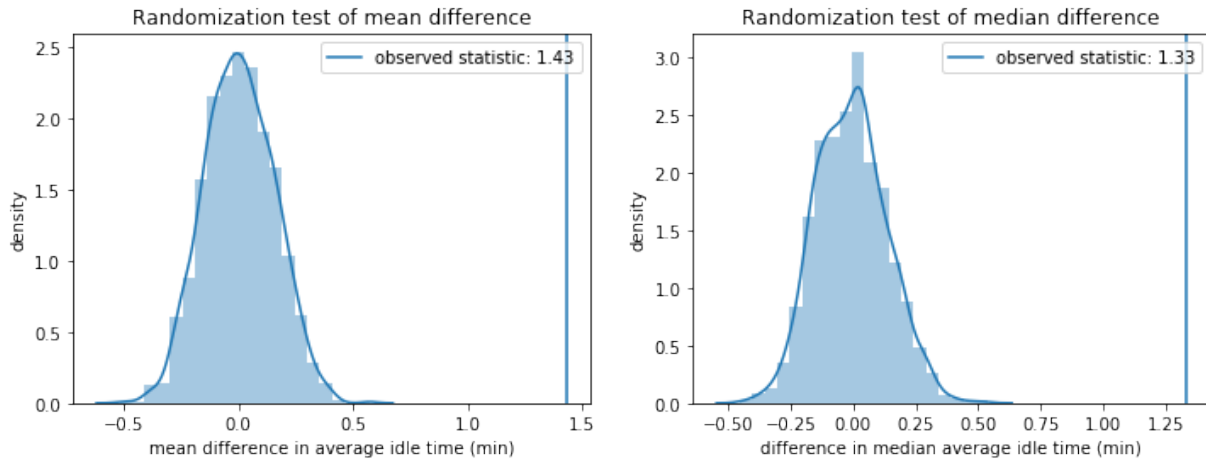 Randomization test of mean difference
observed statistic: 1.43
2.5
2.0
1.5
1.0
0.5
0.0
density
−0.5 0.0 0.5 1.0 1.5
mean difference in average idle time (min)
Randomization test of median difference
observed statistic: 1.33
3.0
2.5
2.0
1.5
1.0
0.5
0.0
density
−0.50 −0.25 0.00 0.25 0.50 0.75 1.00 1.25
difference in median average idle time (min)